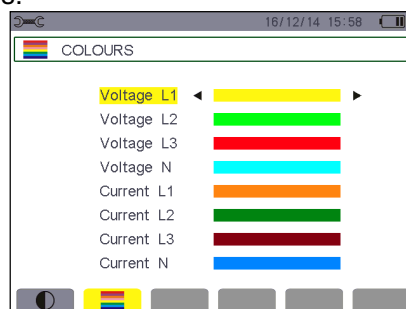 16/12/14 15:58
COLOURS
Voltage L1
Voltage L2
Voltage L3
Voltage N
Current L1
Current L2
Current L3
Current N